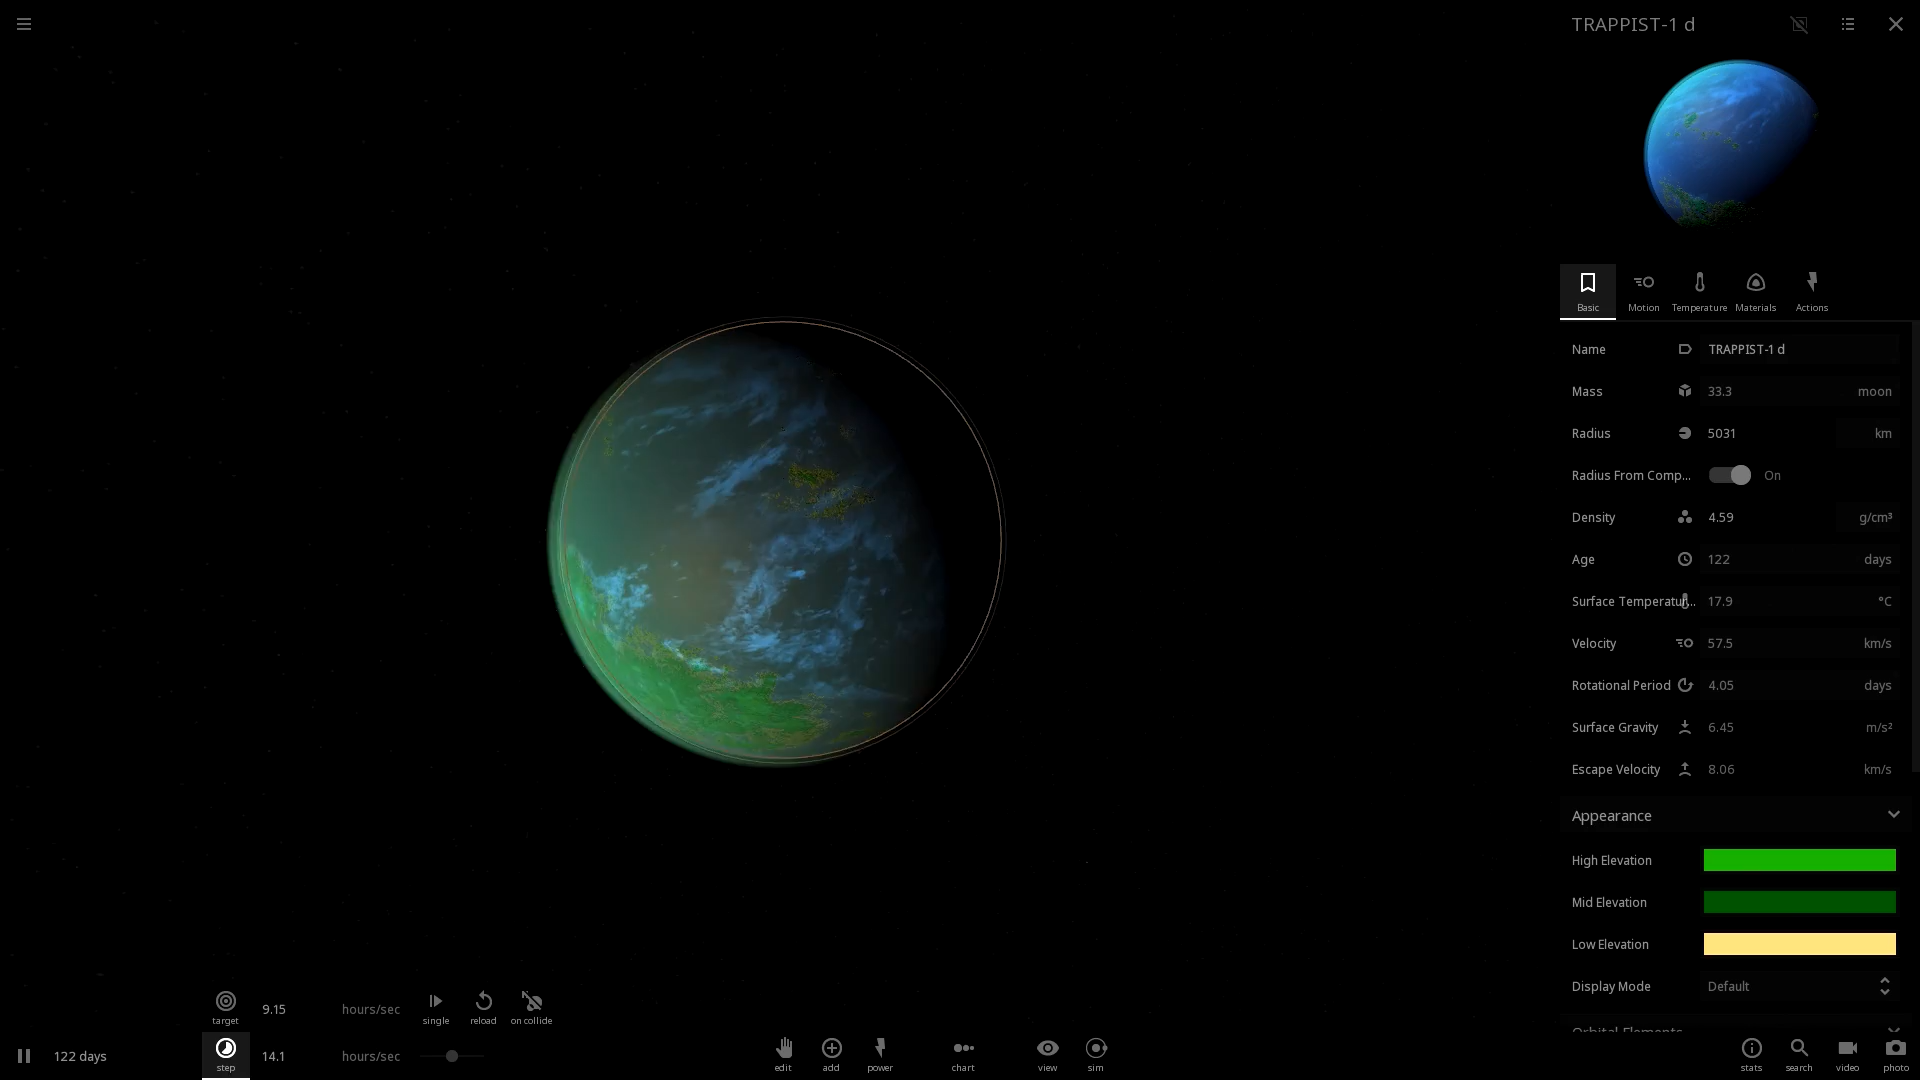 TRAPPIST-1 d
Basic
Motion
Temperature
Materials
Actions
Name TRAPPIST-1 d
Mass 33.3 moon
Radius 5031 km
Radius From Comp... On
Density 4.59 g/cm³
Age 122 days
Surface Temperatur... 17.9 °C
Velocity 57.5 km/s
Rotational Period 4.05 days
Surface Gravity 6.45 m/s²
Escape Velocity 8.06 km/s
Appearance
High Elevation
Mid Elevation
Low Elevation
Display Mode Default
Orbital Elements
target 9.15 hours/sec single reload on collide
122 days step 14.1 hours/sec
edit add power chart view sim
stats search video photo